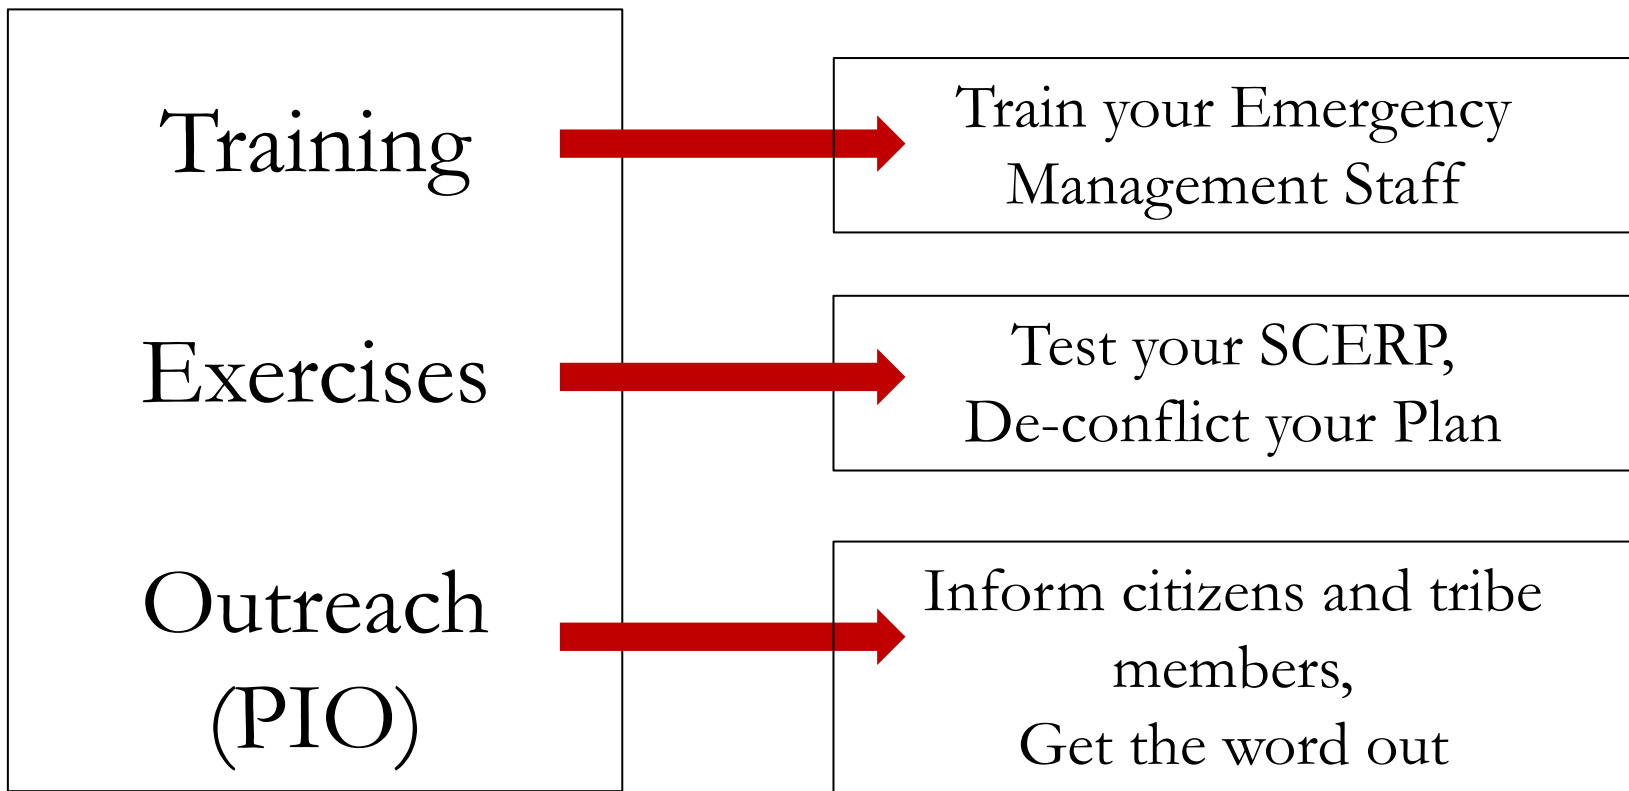 Training
Train your Emergency
Management Staff
Exercises
Test your SCERP,
De-conflict your Plan
Outreach
(PIO)
Inform citizens and tribe
members,
Get the word out